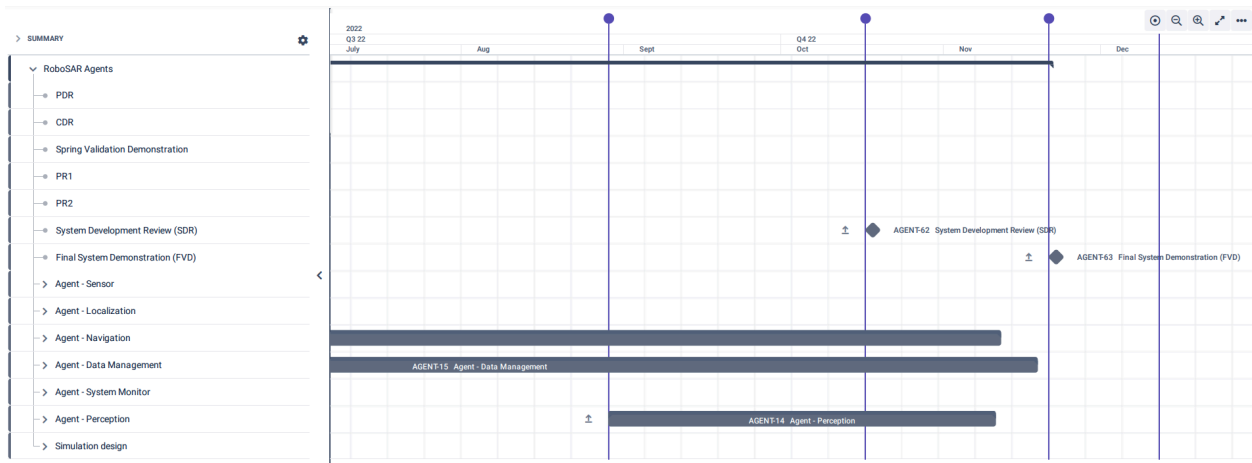 2022
Q3 22 Q4 22
SUMMARY
July Aug Sept Oct Nov Dec
RoboSAR Agents
PDR
CDR
Spring Validation Demonstration
PR1
PR2
System Development Review (SDR) AGENT-62 System Development Review (SDR)
Final System Demonstration (FVD) AGENT-63 Final System Demonstration (FVD)
Agent - Sensor
Agent - Localization
Agent - Navigation
Agent - Data Management AGENT-15 Agent - Data Management
Agent - System Monitor
Agent - Perception AGENT-14 Agent - Perception
Simulation design